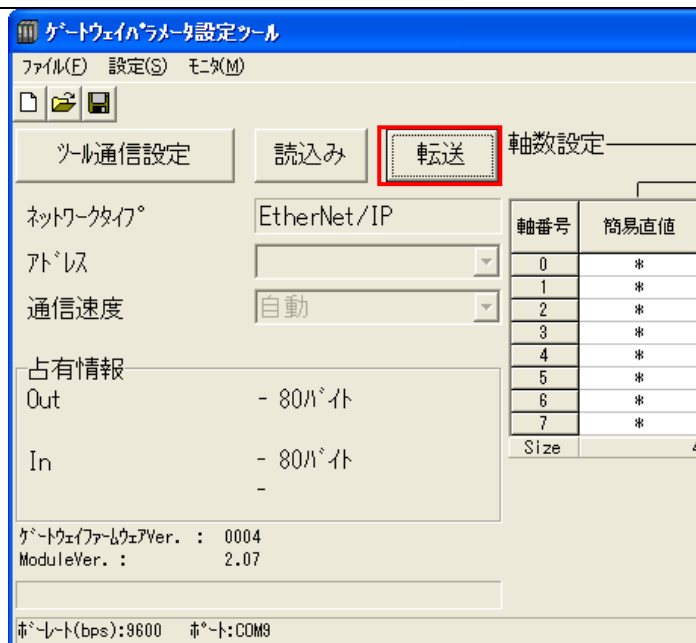 ｹﾞｰﾄｳｪｲﾊﾟﾗﾒｰﾀ設定ﾂｰﾙ
ﾌｧｲﾙ(F) 設定(S) ﾓﾆﾀ(M)
ﾂｰﾙ通信設定 読込み 転送 軸数設定
ﾈｯﾄﾜｰｸﾀｲﾌﾟ EtherNet/IP
ｱﾄﾞﾚｽ
通信速度 自動
占有情報
Out - 80ﾊﾞｲﾄ
In - 80ﾊﾞｲﾄ
-
軸番号 簡易直値
0 *
1 *
2 *
3 *
4 *
5 *
6 *
7 *
Size
ｹﾞｰﾄｳｪｲﾌｧｰﾑｳｪｱVer. : 0004
ModuleVer. : 2.07
ﾎﾞｰﾚｰﾄ(bps):9600 ﾎﾟｰﾄ:COM9